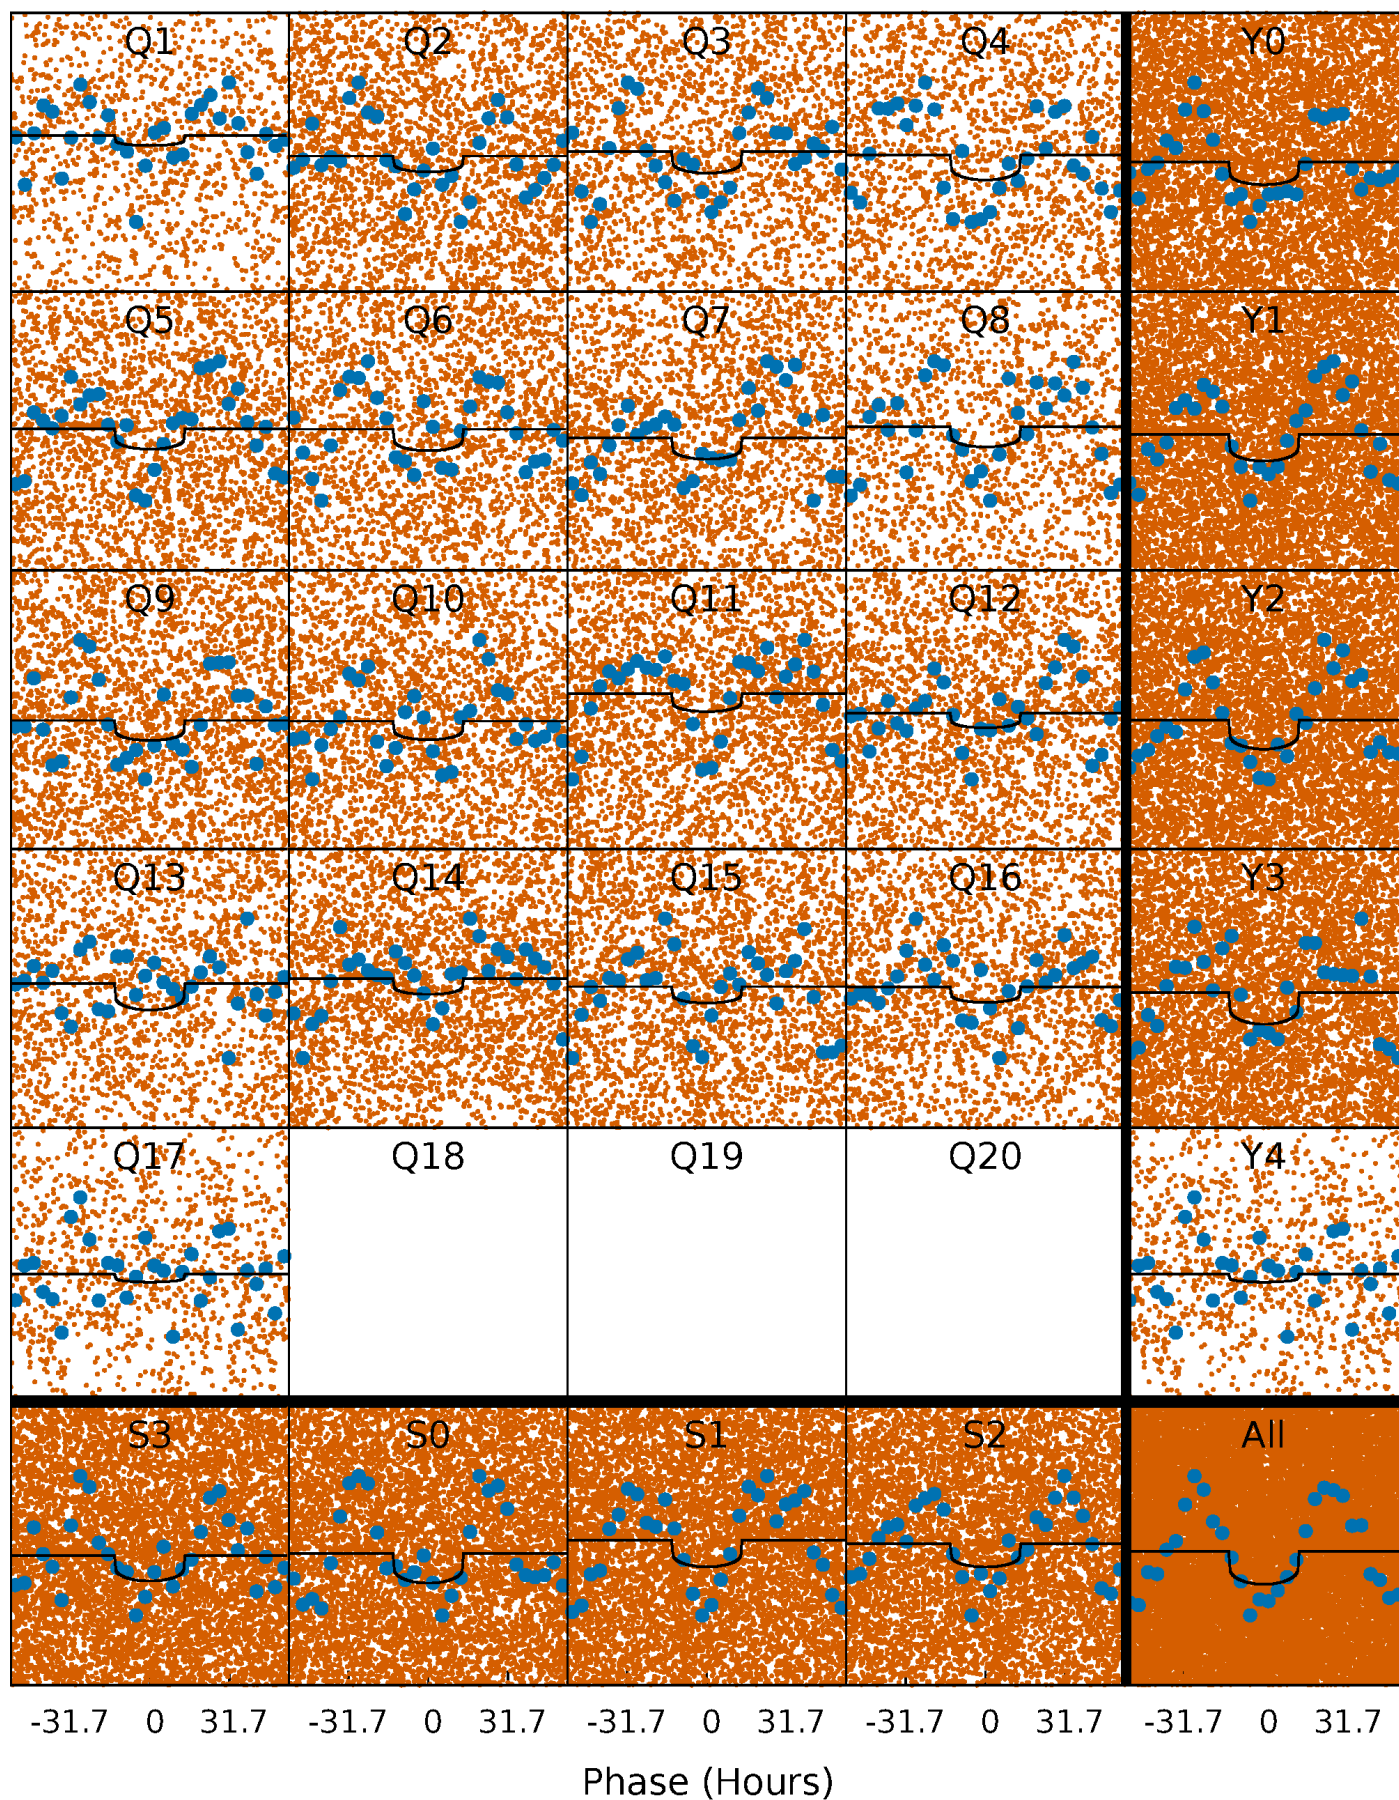 Q1 Q2 Q3 Q4 Y0
Q5 Q6 Q7 Q8 Y1
Q9 Q10 Q11 Q12 Y2
Q13 Q14 Q15 Q16 Y3
Q17 Q18 Q19 Q20 Y4
S3 S0 S1 S2 All
-31.7 0 31.7 -31.7 0 31.7 -31.7 0 31.7 -31.7 0 31.7 -31.7 0 31.7
Phase (Hours)